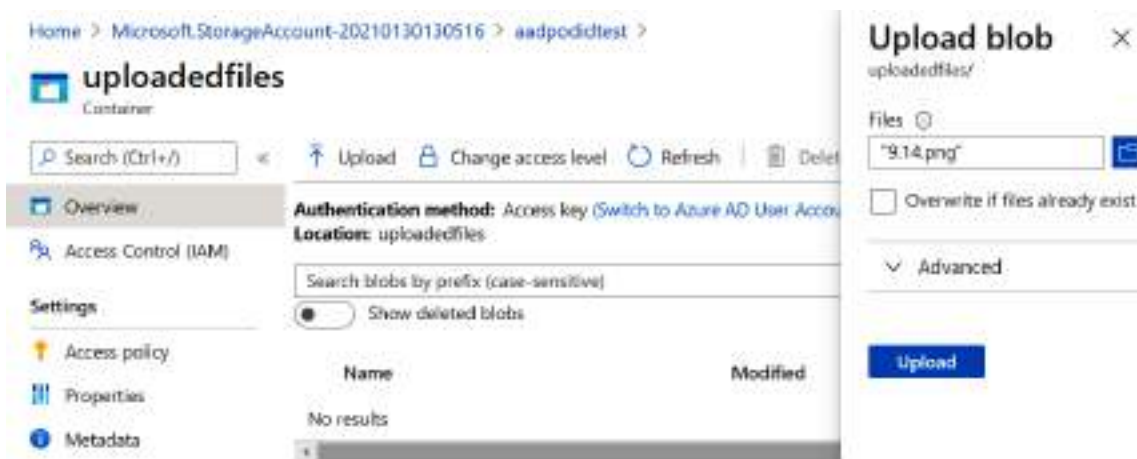 Home > Microsoft.StorageAccount-20210130130516 > aadpodidtest >
uploadedfiles
Container
Search (Ctrl+/)
«
Overview
Access Control (IAM)
Settings
Access policy
Properties
Metadata
Upload Change access level Refresh Delet
Authentication method: Access key (Switch to Azure AD User Accou
Location: uploadedfiles
Search blobs by prefix (case-sensitive)
Show deleted blobs
Name Modified
No results
Upload blob ×
uploadedfiles/
Files
"9.14.png"
Overwrite if files already exist
Advanced
Upload